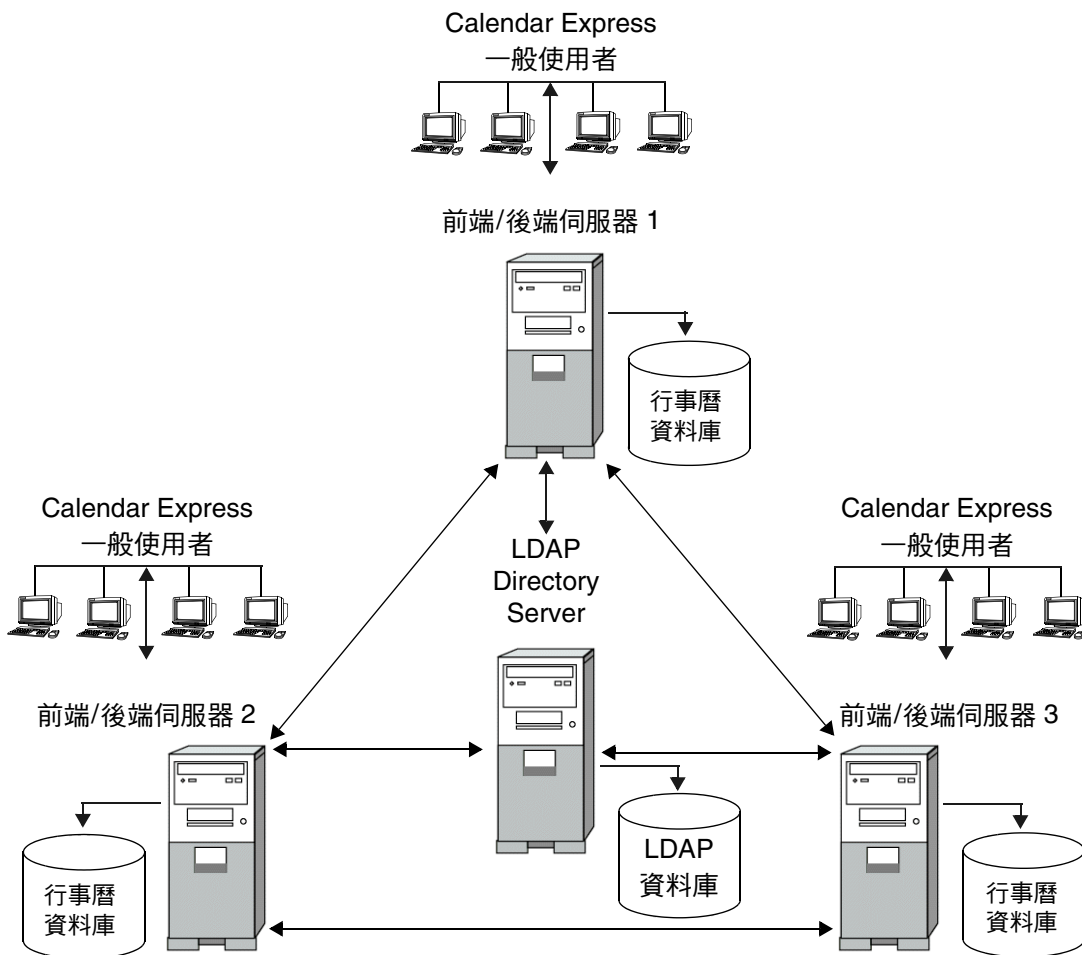 Calendar Express
一般使用者
前端/後端伺服器 1
行事曆
資料庫
Calendar Express
一般使用者
Calendar Express
一般使用者
LDAP
Directory
Server
前端/後端伺服器 2
前端/後端伺服器 3
行事曆
資料庫
LDAP
資料庫
行事曆
資料庫